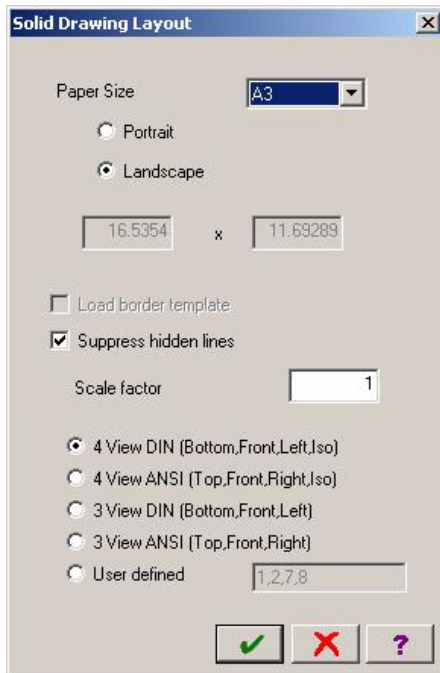 Solid Drawing Layout
Paper Size A3
Portrait
Landscape
16.5354 x 11.69289
Load border template
Suppress hidden lines
Scale factor 1
4 View DIN (Bottom,Front,Left,Iso)
4 View ANSI (Top,Front,Right,Iso)
3 View DIN (Bottom,Front,Left)
3 View ANSI (Top,Front,Right)
User defined 1,2,7,8
?